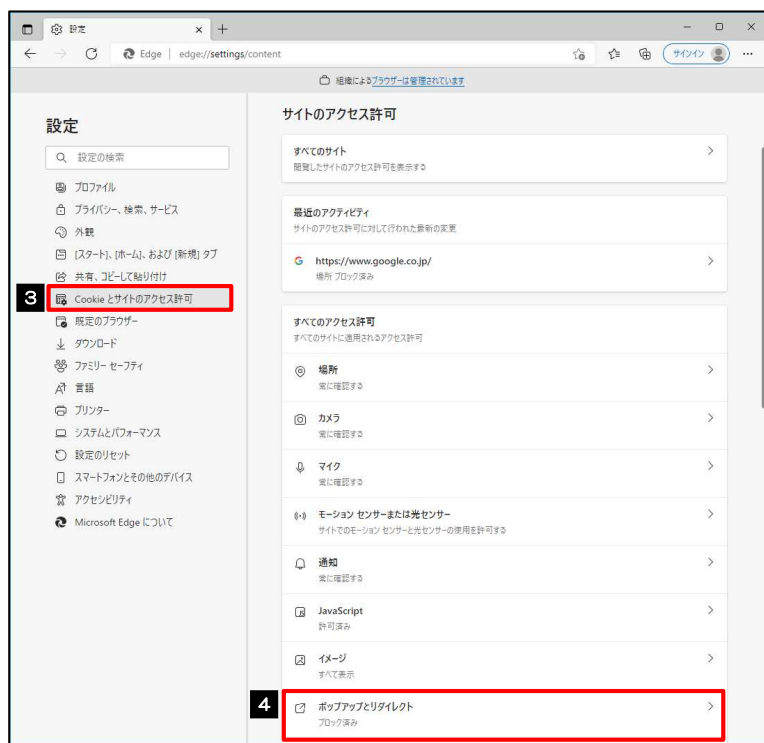 設定
Edge
edge://settings/content
サインイン
組織によるブラウザーは管理されています
設定
設定の検索
プロファイル
プライバシー、検索、サービス
外観
[スタート]、[ホーム]、および [新規] タブ
共有、コピーして貼り付け
3
Cookie とサイトのアクセス許可
既定のブラウザー
ダウンロード
ファミリー セーフティ
言語
プリンター
システムとパフォーマンス
設定のリセット
スマートフォンとその他のデバイス
アクセシビリティ
Microsoft Edge について
サイトのアクセス許可
すべてのサイト
閲覧したサイトのアクセス許可を表示する
最近のアクティビティ
サイトのアクセス許可に対して行われた最新の変更
https://www.google.co.jp/
場所 ブロック済み
すべてのアクセス許可
すべてのサイトに適用されるアクセス許可
場所
常に確認する
カメラ
常に確認する
マイク
常に確認する
モーション センサーまたは光センサー
サイトでのモーション センサーと光センサーの使用を許可する
通知
常に確認する
JavaScript
許可済み
イメージ
すべて表示
4
ポップアップとリダイレクト
ブロック済み